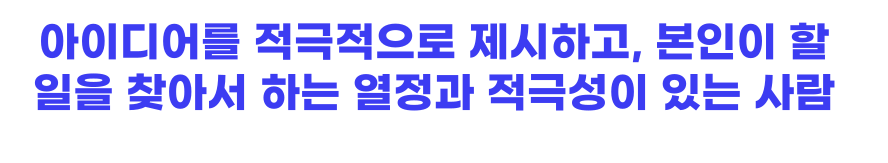 아이디어를 적극적으로 제시하고, 본인이 할
일을 찾아서 하는 열정과 적극성이 있는 사람